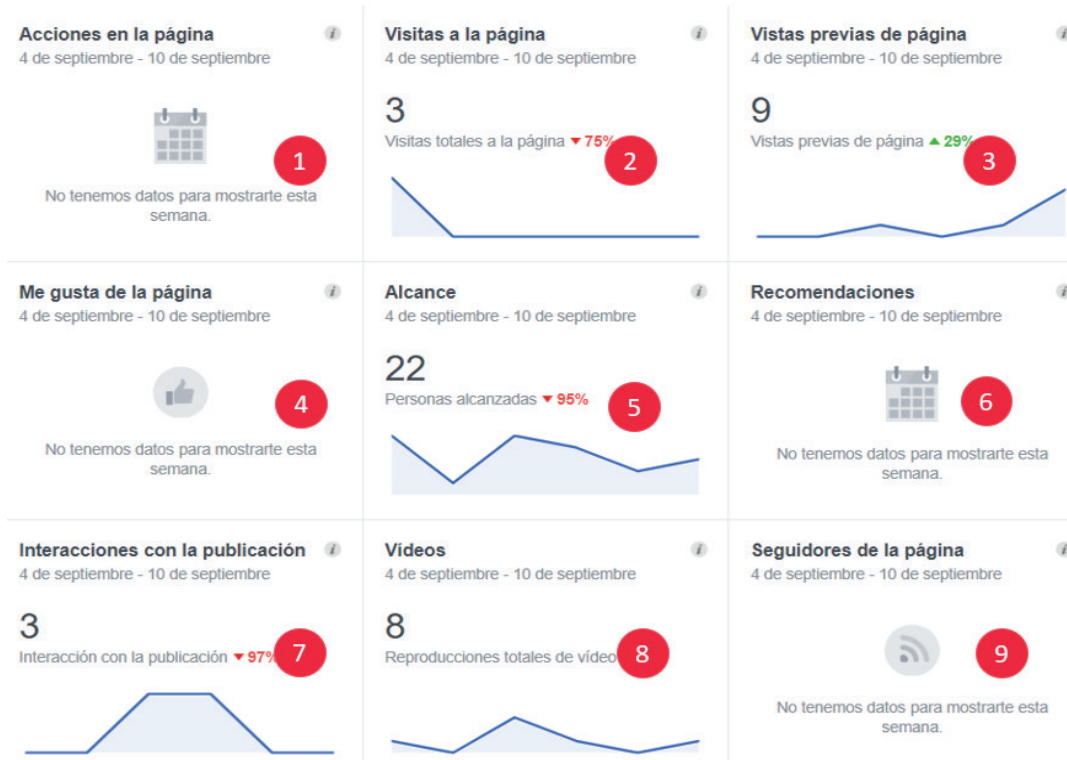 Acciones en la página
4 de septiembre - 10 de septiembre
1
No tenemos datos para mostrarte esta
semana.
Visitas a la página
4 de septiembre - 10 de septiembre
3
Visitas totales a la página ▼ 75%
2
Vistas previas de página
4 de septiembre - 10 de septiembre
9
Vistas previas de página ▲ 29%
3
Me gusta de la página
4 de septiembre - 10 de septiembre
4
No tenemos datos para mostrarte esta
semana.
Alcance
4 de septiembre - 10 de septiembre
22
Personas alcanzadas ▼ 95%
5
Recomendaciones
4 de septiembre - 10 de septiembre
6
No tenemos datos para mostrarte esta
semana.
Interacciones con la publicación
4 de septiembre - 10 de septiembre
3
Interacción con la publicación ▼ 97%
7
Vídeos
4 de septiembre - 10 de septiembre
8
Reproducciones totales de vídeo
8
Seguidores de la página
4 de septiembre - 10 de septiembre
9
No tenemos datos para mostrarte esta
semana.